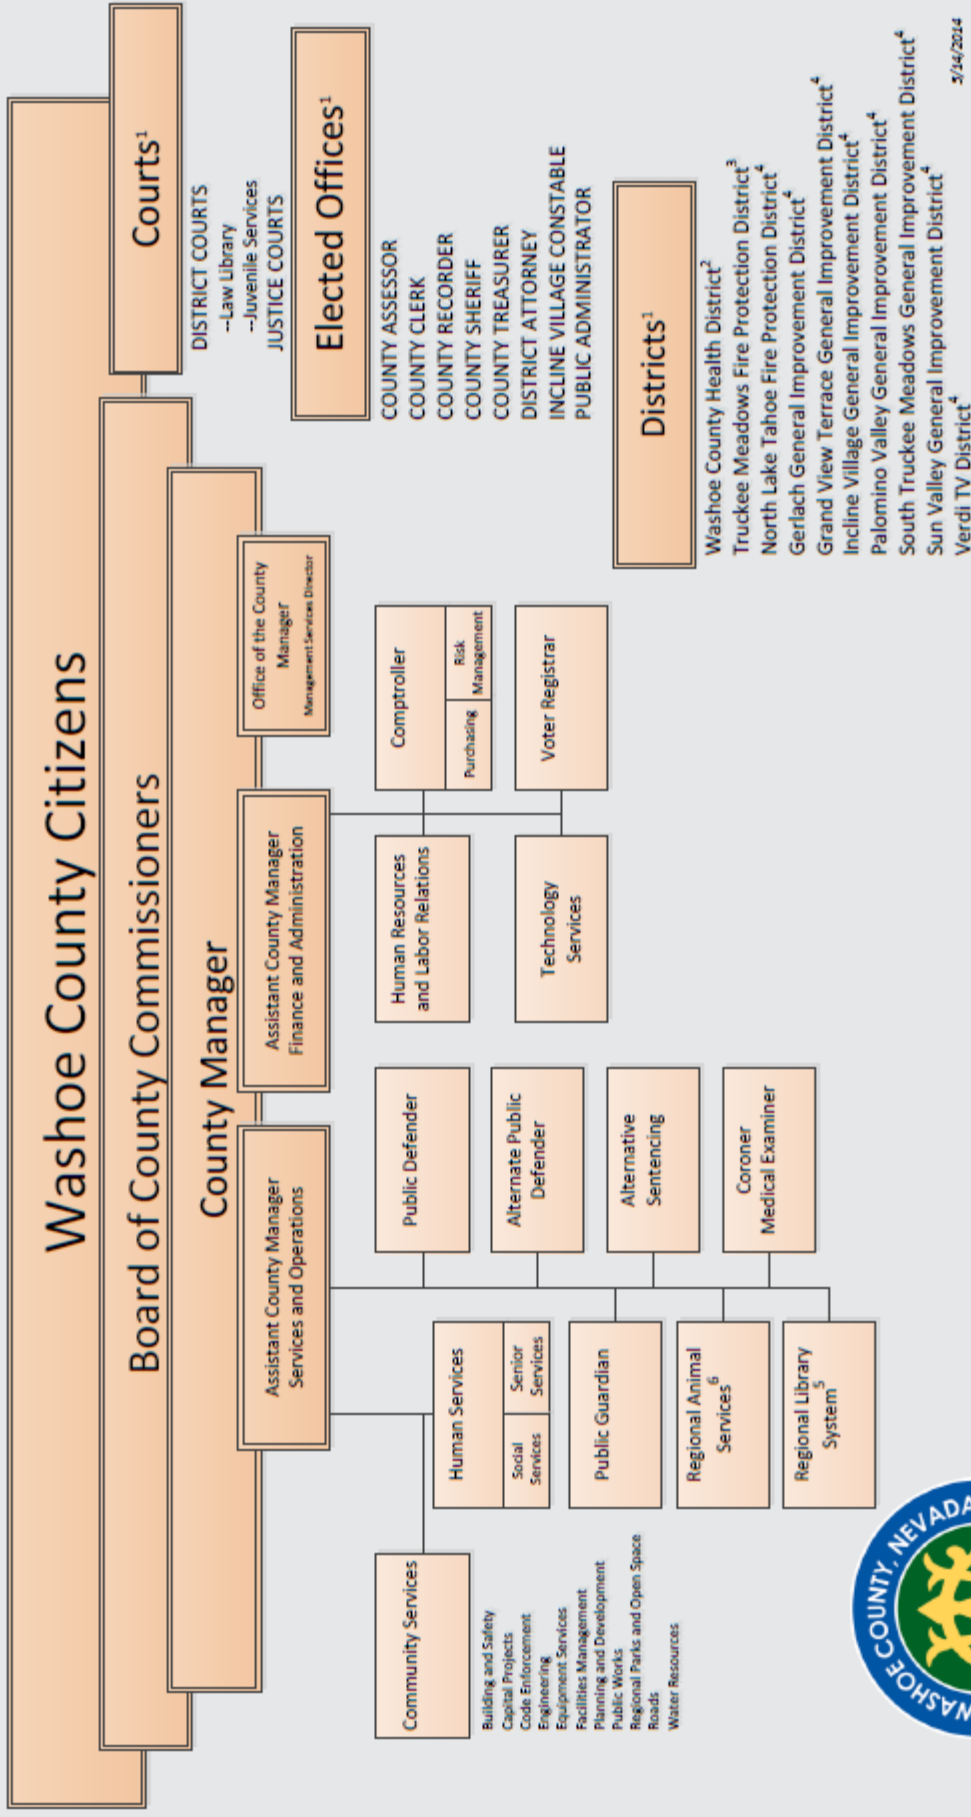 Washoe County Citizens
Board of County Commissioners
County Manager
Assistant County Manager
Services and Operations
Assistant County Manager
Finance and Administration
Office of the County
Manager
Management Services Director
Community Services
Building and Safety
Capital Projects
Code Enforcement
Engineering
Equipment Services
Facilities Management
Planning and Development
Public Works
Regional Parks and Open Space
Roads
Water Resources
Human Services
Social
Services
Senior
Services
Public Guardian
Regional Animal
Services⁶
Regional Library
System⁵
Public Defender
Alternate Public
Defender
Alternative
Sentencing
Coroner
Medical Examiner
Human Resources
and Labor Relations
Technology
Services
Comptroller
Purchasing
Risk
Management
Voter Registrar
Courts¹
DISTRICT COURTS
--Law Library
--Juvenile Services
JUSTICE COURTS
Elected Offices¹
COUNTY ASSESSOR
COUNTY CLERK
COUNTY RECORDER
COUNTY SHERIFF
COUNTY TREASURER
DISTRICT ATTORNEY
INCLINE VILLAGE CONSTABLE
PUBLIC ADMINISTRATOR
Districts¹
Washoe County Health District²
Truckee Meadows Fire Protection District³
North Lake Tahoe Fire Protection District⁴
Gerlach General Improvement District⁴
Grand View Terrace General Improvement District⁴
Incline Village General Improvement District⁴
Palomino Valley General Improvement District⁴
South Truckee Meadows General Improvement District⁴
Sun Valley General Improvement District⁴
Verdi TV District⁴
WASHOE COUNTY, NEVADA